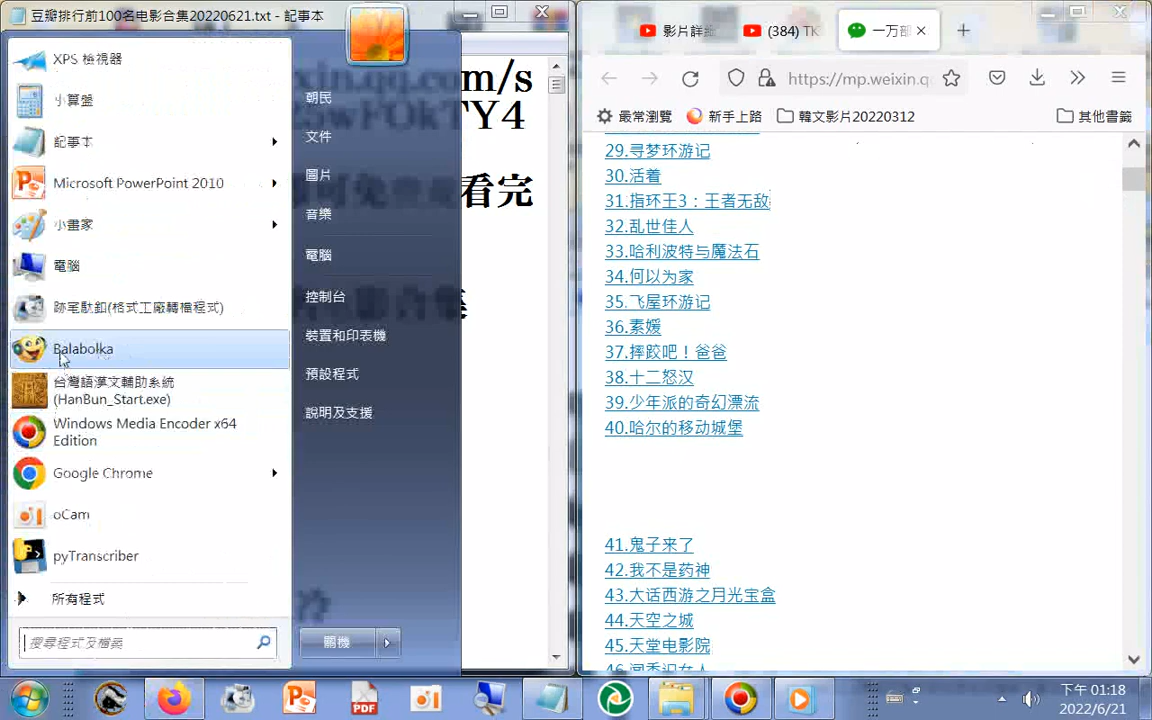 豆瓣排行前100名电影合集20220621.txt - 記事本
XPS 檢視器
小算盤
記事本
Microsoft PowerPoint 2010
小畫家
電腦
(格式工廠轉檔程式)
Balabolka
台灣語漢文輔助系統
(HanBun_Start.exe)
Windows Media Encoder x64
Edition
Google Chrome
oCam
pyTranscriber
所有程式
搜尋程式及檔案
朝民
文件
圖片
音樂
電腦
控制台
裝置和印表機
預設程式
說明及支援
關機
xin.qq.com/s
25wFOkTY4
看完
影片詳細
(384) TK
一万部
https://mp.weixin.qq
最常瀏覽
新手上路
韓文影片20220312
其他書籤
29.寻梦环游记
30.活着
31.指环王3：王者无敌
32.乱世佳人
33.哈利波特与魔法石
34.何以为家
35.飞屋环游记
36.素媛
37.摔跤吧！爸爸
38.十二怒汉
39.少年派的奇幻漂流
40.哈尔的移动城堡
41.鬼子来了
42.我不是药神
43.大话西游之月光宝盒
44.天空之城
45.天堂电影院
PDF
下午 01:18
2022/6/21